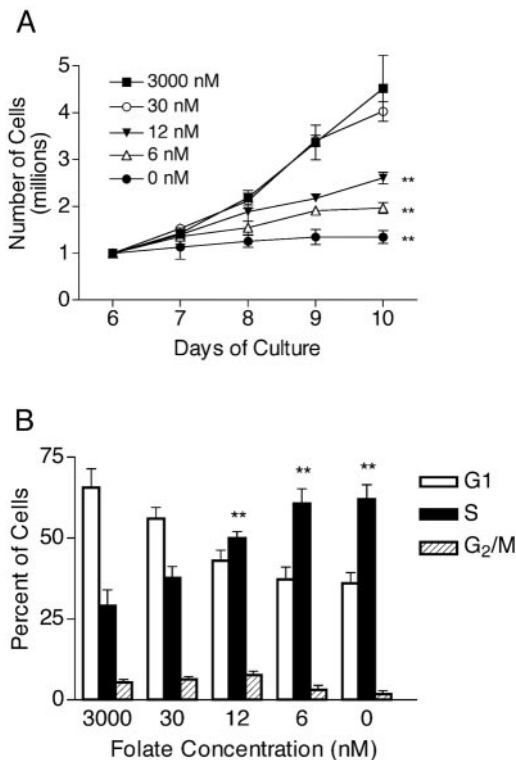 A
Number of Cells
(millions)
5
4
3
2
1
0
3000 nM
30 nM
12 nM
6 nM
0 nM
**
**
**
6 7 8 9 10
Days of Culture
B
Percent of Cells
75
50
25
0
** ** **
G1
S
G₂/M
3000 30 12 6 0
Folate Concentration (nM)